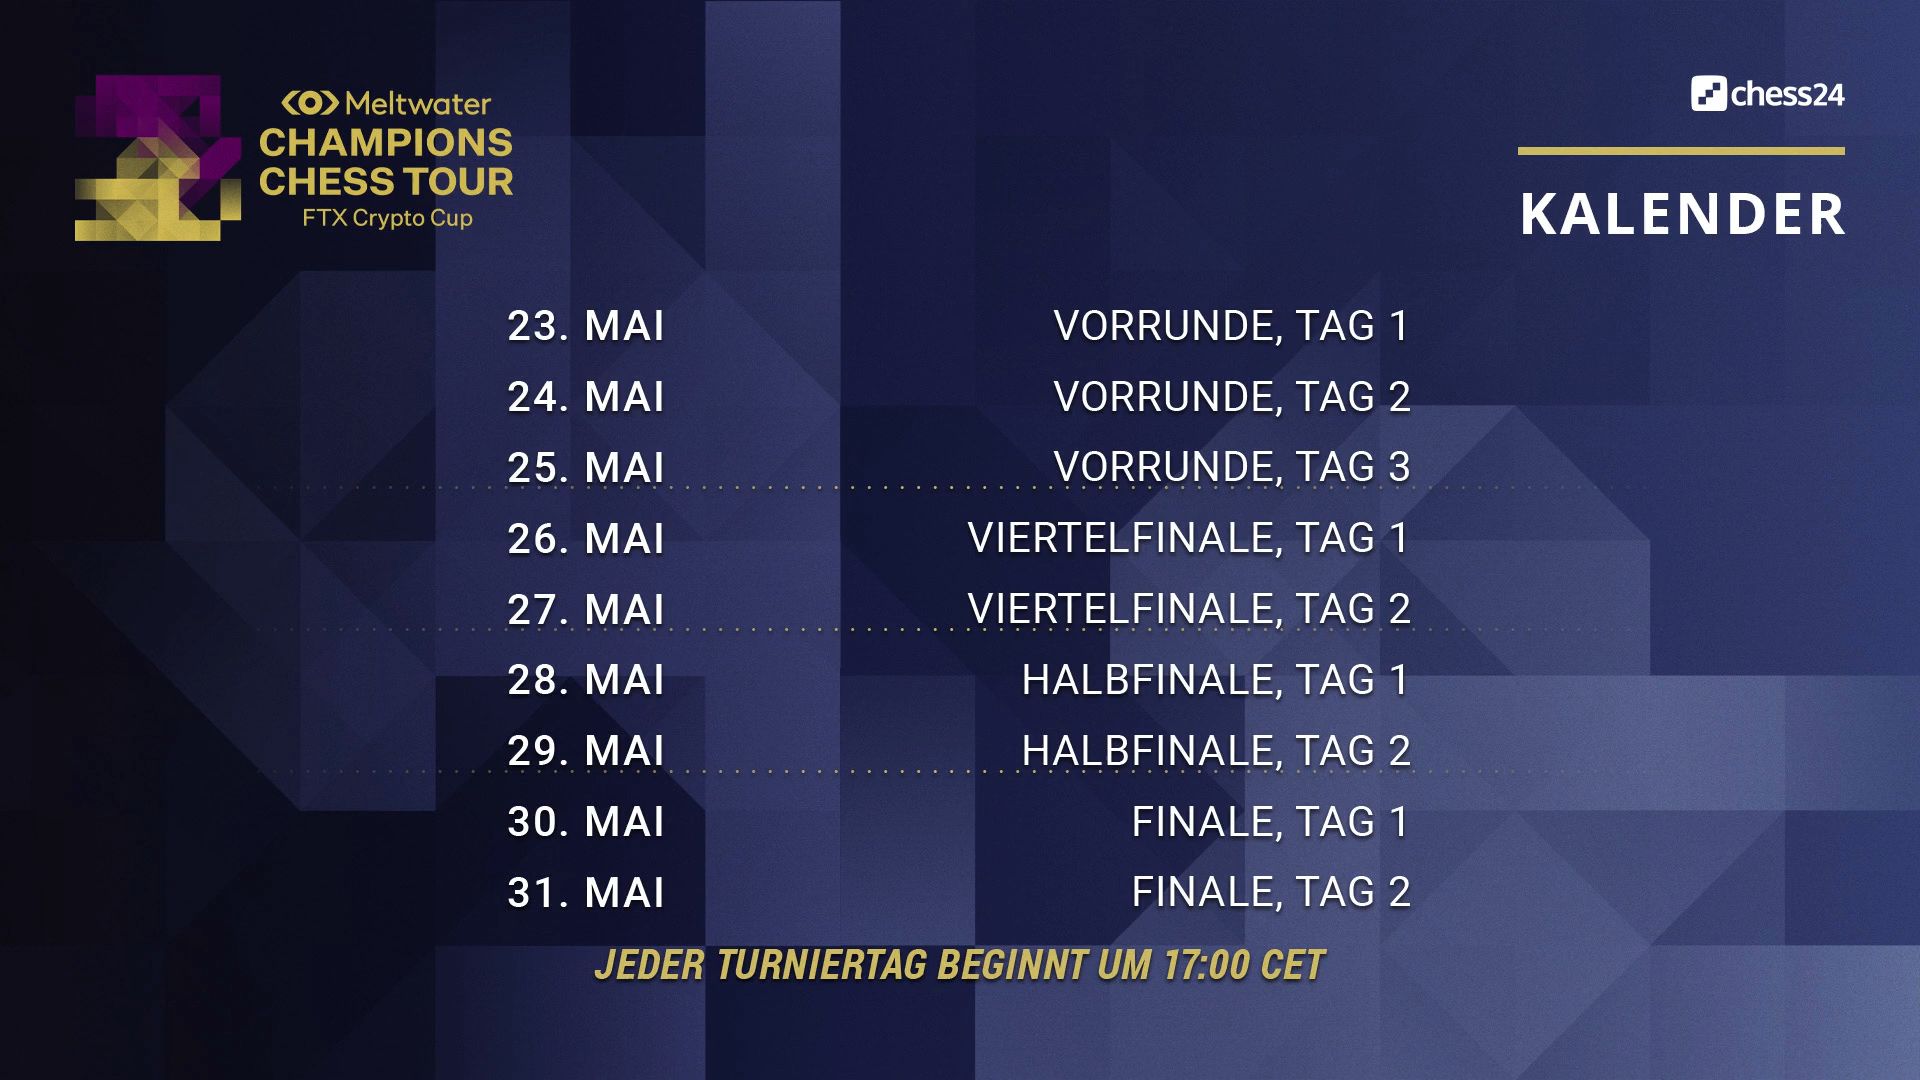 Meltwater
CHAMPIONS
CHESS TOUR
FTX Crypto Cup
chess24
KALENDER
23. MAI VORRUNDE, TAG 1
24. MAI VORRUNDE, TAG 2
25. MAI VORRUNDE, TAG 3
26. MAI VIERTELFINALE, TAG 1
27. MAI VIERTELFINALE, TAG 2
28. MAI HALBFINALE, TAG 1
29. MAI HALBFINALE, TAG 2
30. MAI FINALE, TAG 1
31. MAI FINALE, TAG 2
JEDER TURNIERTAG BEGINNT UM 17:00 CET